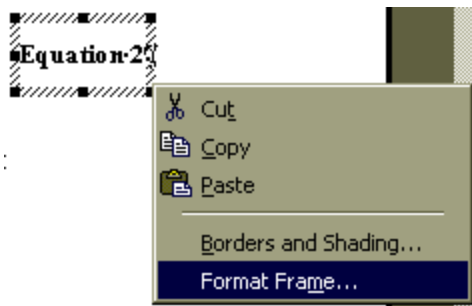 Equation·2¶
Cut
Copy
Paste
Borders and Shading...
Format Frame...